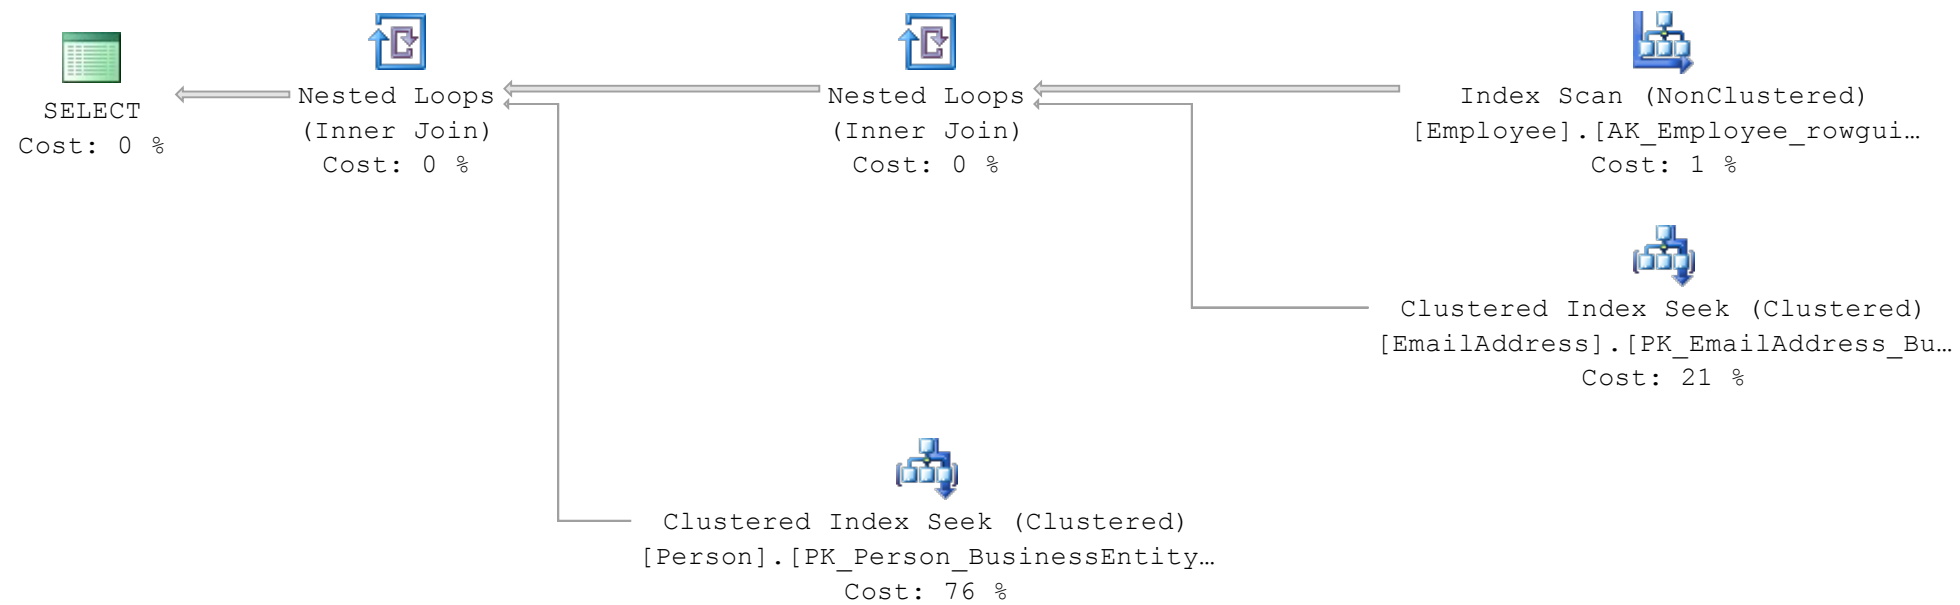 SELECT
Cost: 0 %
Nested Loops
(Inner Join)
Cost: 0 %
Nested Loops
(Inner Join)
Cost: 0 %
Index Scan (NonClustered)
[Employee].[AK_Employee_rowgui…
Cost: 1 %
Clustered Index Seek (Clustered)
[EmailAddress].[PK_EmailAddress_Bu…
Cost: 21 %
Clustered Index Seek (Clustered)
[Person].[PK_Person_BusinessEntity…
Cost: 76 %